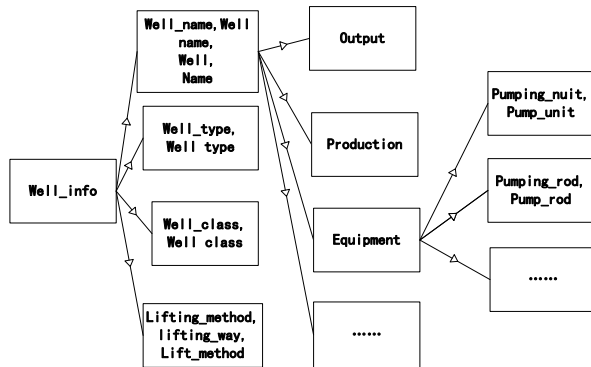 Well_info
Well_name,Well
name,
Well,
Name
Well_type,
Well type
Well_class,
Well class
Lifting_method,
lifting_way,
Lift_method
Output
Production
Equipment
……
Pumping_nuit,
Pump_unit
Pumping_rod,
Pump_rod
……